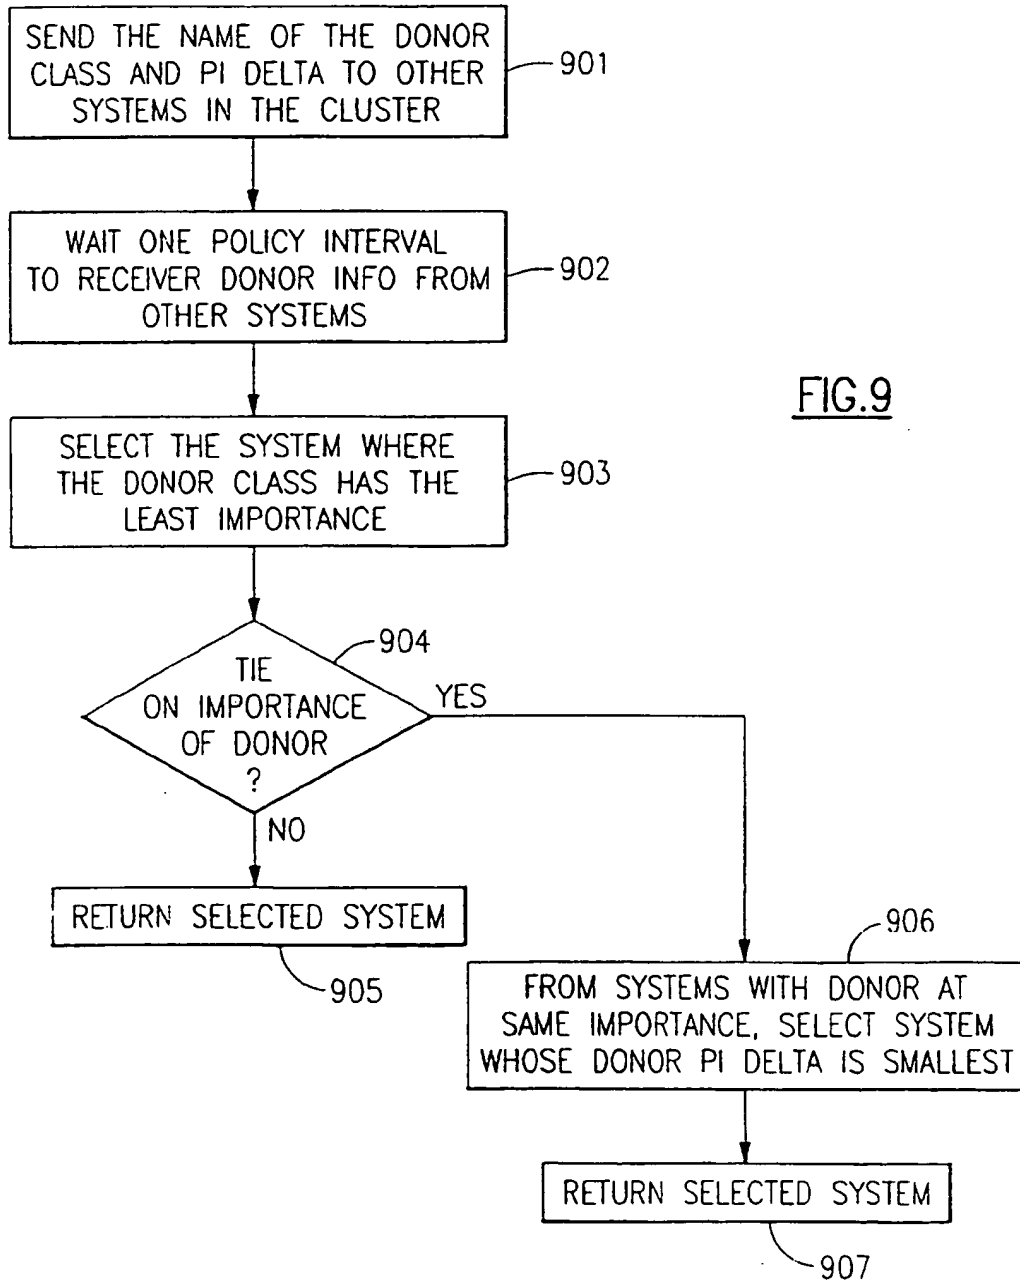 SEND THE NAME OF THE DONOR
CLASS AND PI DELTA TO OTHER
SYSTEMS IN THE CLUSTER
901
WAIT ONE POLICY INTERVAL
TO RECEIVER DONOR INFO FROM
OTHER SYSTEMS
902
FIG.9
SELECT THE SYSTEM WHERE
THE DONOR CLASS HAS THE
LEAST IMPORTANCE
903
904
TIE
ON IMPORTANCE
OF DONOR
?
YES
NO
RETURN SELECTED SYSTEM
905
906
FROM SYSTEMS WITH DONOR AT
SAME IMPORTANCE, SELECT SYSTEM
WHOSE DONOR PI DELTA IS SMALLEST
RETURN SELECTED SYSTEM
907